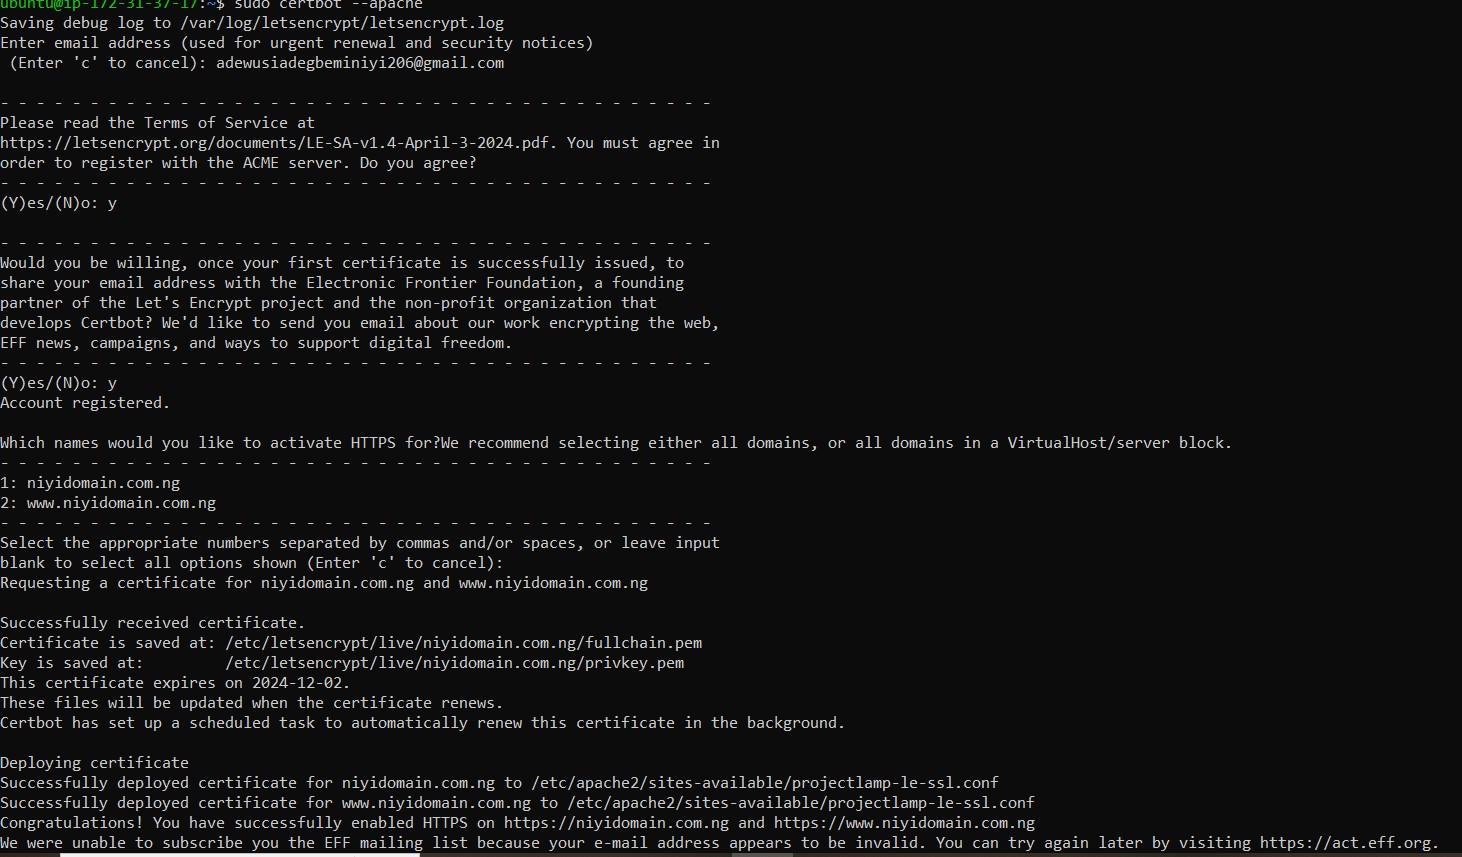 ubuntu@ip-172-31-37-17:~$ sudo certbot --apache
Saving debug log to /var/log/letsencrypt/letsencrypt.log
Enter email address (used for urgent renewal and security notices)
 (Enter 'c' to cancel): adewusiadegbeminiyi206@gmail.com

- - - - - - - - - - - - - - - - - - - - - - - - - - - - - - - - - - - - - - - -
Please read the Terms of Service at
https://letsencrypt.org/documents/LE-SA-v1.4-April-3-2024.pdf. You must agree in
order to register with the ACME server. Do you agree?
- - - - - - - - - - - - - - - - - - - - - - - - - - - - - - - - - - - - - - - -
(Y)es/(N)o: y

- - - - - - - - - - - - - - - - - - - - - - - - - - - - - - - - - - - - - - - -
Would you be willing, once your first certificate is successfully issued, to
share your email address with the Electronic Frontier Foundation, a founding
partner of the Let's Encrypt project and the non-profit organization that
develops Certbot? We'd like to send you email about our work encrypting the web,
EFF news, campaigns, and ways to support digital freedom.
- - - - - - - - - - - - - - - - - - - - - - - - - - - - - - - - - - - - - - - -
(Y)es/(N)o: y
Account registered.

Which names would you like to activate HTTPS for?We recommend selecting either all domains, or all domains in a VirtualHost/server block.
- - - - - - - - - - - - - - - - - - - - - - - - - - - - - - - - - - - - - - - -
1: niyidomain.com.ng
2: www.niyidomain.com.ng
- - - - - - - - - - - - - - - - - - - - - - - - - - - - - - - - - - - - - - - -
Select the appropriate numbers separated by commas and/or spaces, or leave input
blank to select all options shown (Enter 'c' to cancel):
Requesting a certificate for niyidomain.com.ng and www.niyidomain.com.ng

Successfully received certificate.
Certificate is saved at: /etc/letsencrypt/live/niyidomain.com.ng/fullchain.pem
Key is saved at:         /etc/letsencrypt/live/niyidomain.com.ng/privkey.pem
This certificate expires on 2024-12-02.
These files will be updated when the certificate renews.
Certbot has set up a scheduled task to automatically renew this certificate in the background.

Deploying certificate
Successfully deployed certificate for niyidomain.com.ng to /etc/apache2/sites-available/projectlamp-le-ssl.conf
Successfully deployed certificate for www.niyidomain.com.ng to /etc/apache2/sites-available/projectlamp-le-ssl.conf
Congratulations! You have successfully enabled HTTPS on https://niyidomain.com.ng and https://www.niyidomain.com.ng
We were unable to subscribe you the EFF mailing list because your e-mail address appears to be invalid. You can try again later by visiting https://act.eff.org.